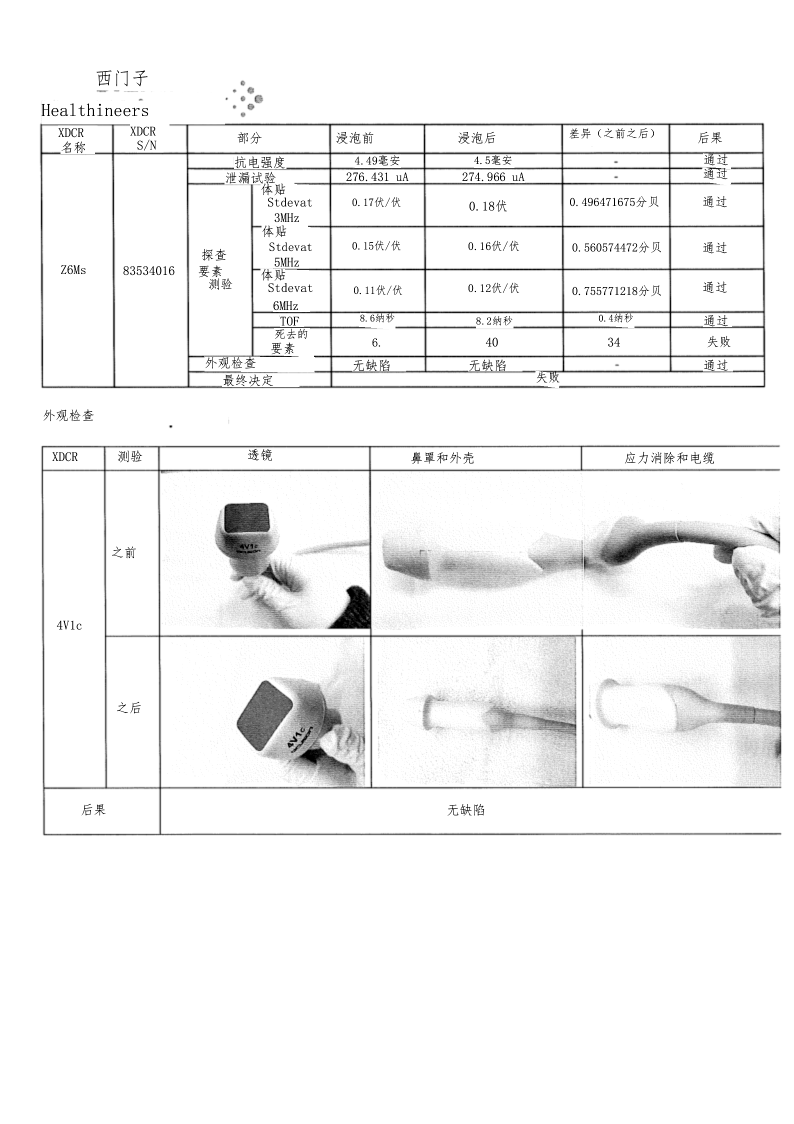 西门子
Healthineers
XDCR
名称
XDCR
S/N
部分
浸泡前
浸泡后
差异（之前之后）
后果
Z6Ms
83534016
抗电强度
4.49毫安
4.5毫安
-
通过
泄漏试验
276.431 uA
274.966 uA
-
通过
探查
要素
测验
体贴
Stdevat
3MHz
0.17伏/伏
0.18伏
0.496471675分贝
通过
体贴
Stdevat
5MHz
0.15伏/伏
0.16伏/伏
0.560574472分贝
通过
体贴
Stdevat
6MHz
0.11伏/伏
0.12伏/伏
0.755771218分贝
通过
TOF
8.6纳秒
8.2纳秒
0.4纳秒
通过
死去的
要素
6.
40
34
失败
外观检查
无缺陷
无缺陷
-
通过
最终决定
失败
外观检查
XDCR
测验
透镜
鼻罩和外壳
应力消除和电缆
4V1c
之前
4V1c
之后
4V1c
后果
无缺陷